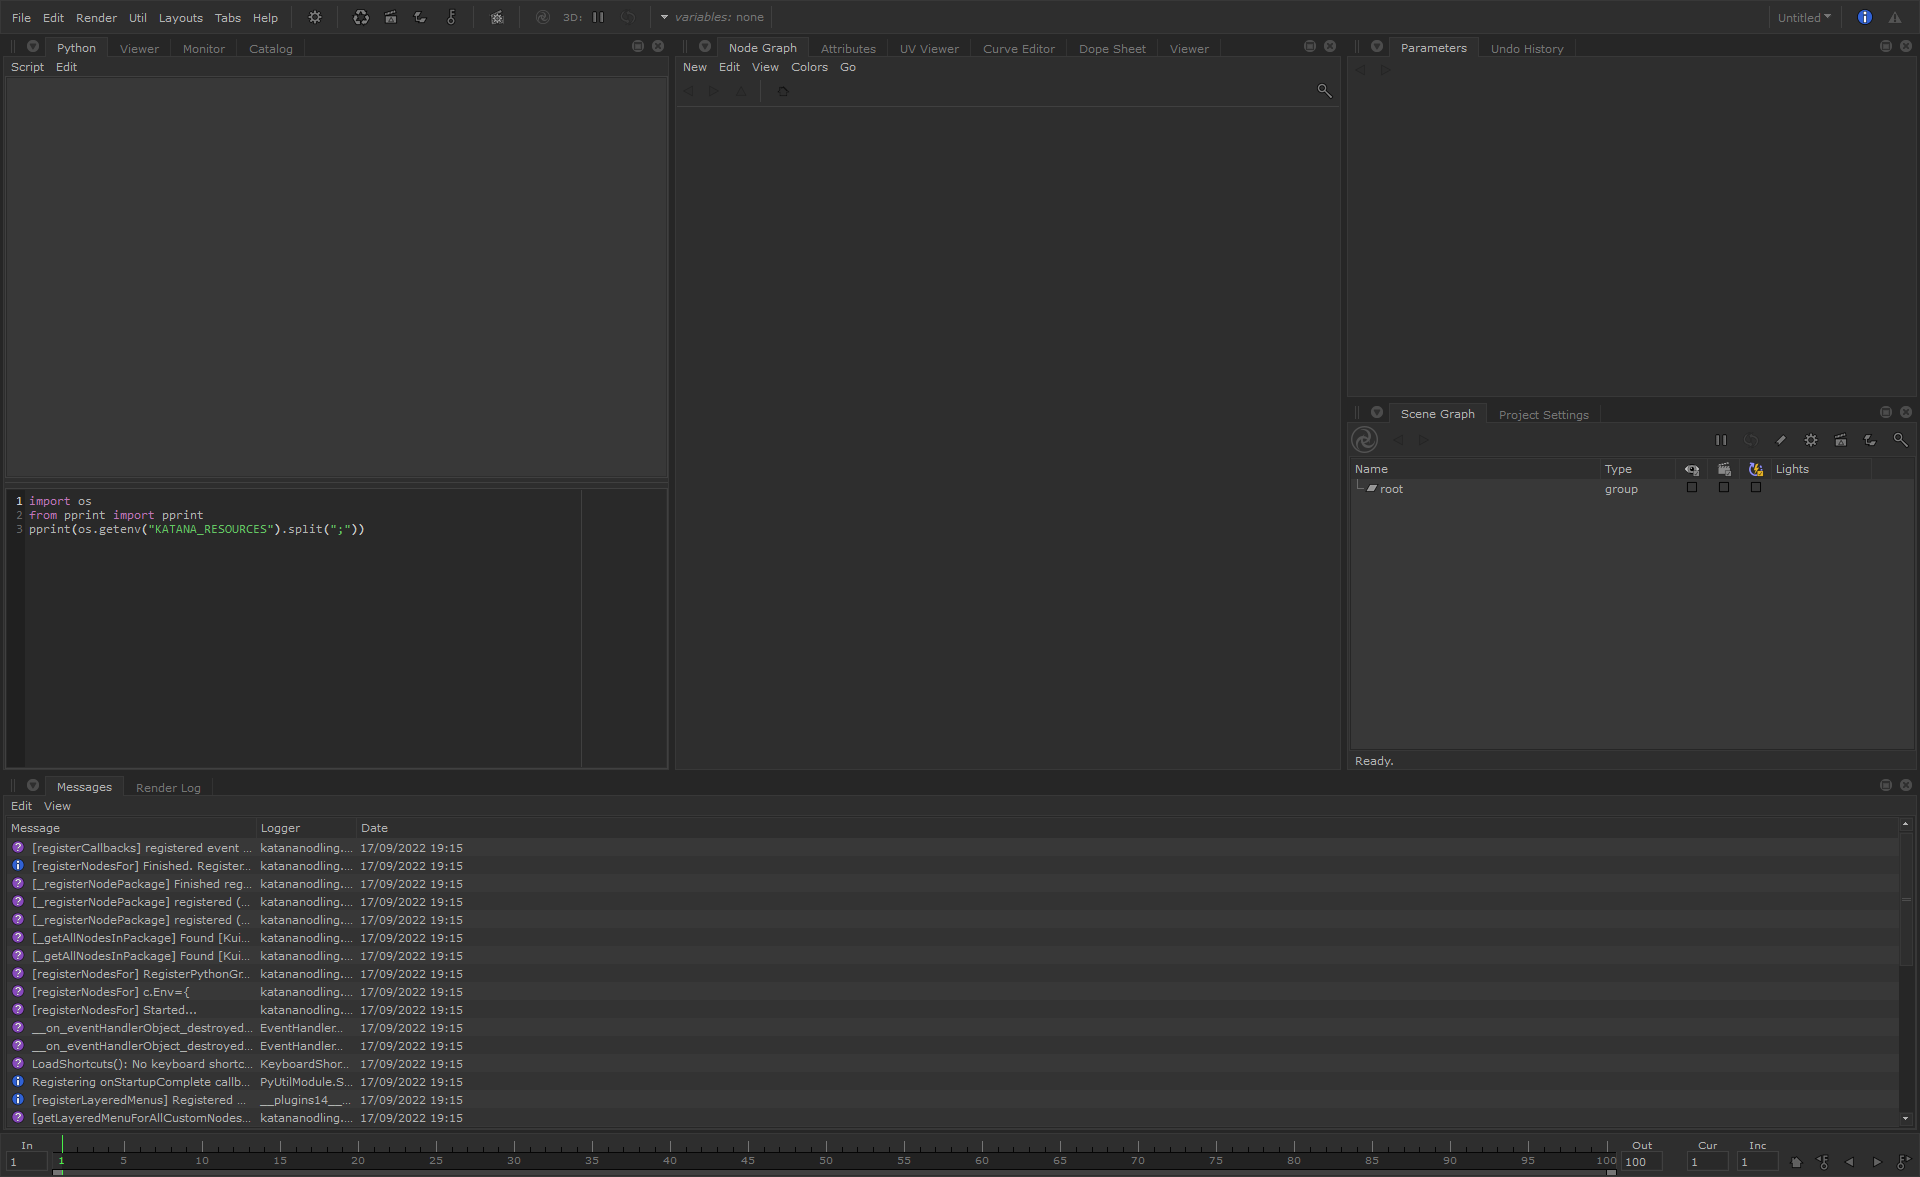 File Edit Render Util Layouts Tabs Help 3D: variables: none Untitled
Python Viewer Monitor Catalog
Script Edit
1 import os
2 from pprint import pprint
3 pprint(os.getenv("KATANA_RESOURCES").split(";"))
Node Graph Attributes UV Viewer Curve Editor Dope Sheet Viewer
New Edit View Colors Go
Parameters Undo History
Scene Graph Project Settings
Name Type Lights
root group
Ready.
Messages Render Log
Edit View
Message Logger Date
[registerCallbacks] registered event ... katananodling.... 17/09/2022 19:15
[registerNodesFor] Finished. Register... katananodling.... 17/09/2022 19:15
[_registerNodePackage] Finished reg... katananodling.... 17/09/2022 19:15
[_registerNodePackage] registered (... katananodling.... 17/09/2022 19:15
[_registerNodePackage] registered (... katananodling.... 17/09/2022 19:15
[_getAllNodesInPackage] Found [Kui... katananodling.... 17/09/2022 19:15
[_getAllNodesInPackage] Found [Kui... katananodling.... 17/09/2022 19:15
[registerNodesFor] RegisterPythonGr... katananodling.... 17/09/2022 19:15
[registerNodesFor] c.Env={ katananodling.... 17/09/2022 19:15
[registerNodesFor] Started... katananodling.... 17/09/2022 19:15
__on_eventHandlerObject_destroyed... EventHandler... 17/09/2022 19:15
__on_eventHandlerObject_destroyed... EventHandler... 17/09/2022 19:15
LoadShortcuts(): No keyboard shortc... KeyboardShor... 17/09/2022 19:15
Registering onStartupComplete callb... PyUtilModule.S... 17/09/2022 19:15
[registerLayeredMenus] Registered ... __plugins14__... 17/09/2022 19:15
[getLayeredMenuForAllCustomNodes... katananodling.... 17/09/2022 19:15
In Out Cur Inc
1 1 5 10 15 20 25 30 35 40 45 50 55 60 65 70 75 80 85 90 95 100 100 1 1